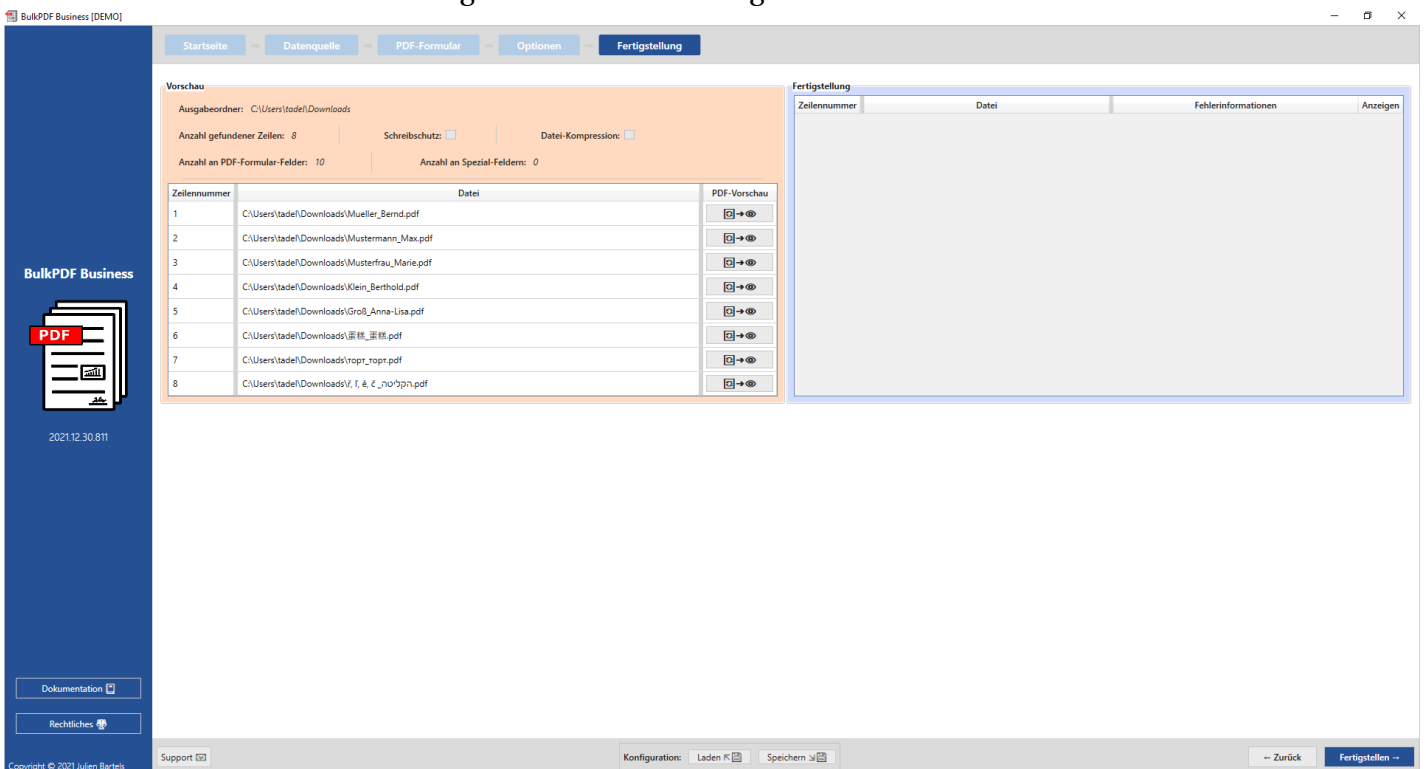 BulkPDF Business [DEMO]
Startseite
Datenquelle
PDF-Formular
Optionen
Fertigstellung
Vorschau
Ausgabeordner: C:\Users\tadel\Downloads
Anzahl gefundener Zeilen: 8 Schreibschutz: Datei-Kompression:
Anzahl an PDF-Formular-Felder: 10 Anzahl an Spezial-Feldern: 0
Zeilennummer Datei PDF-Vorschau
1 C:\Users\tadel\Downloads\Mueller_Bernd.pdf
2 C:\Users\tadel\Downloads\Mustermann_Max.pdf
3 C:\Users\tadel\Downloads\Musterfrau_Marie.pdf
4 C:\Users\tadel\Downloads\Klein_Berthold.pdf
5 C:\Users\tadel\Downloads\Groß_Anna-Lisa.pdf
6 C:\Users\tadel\Downloads\蛋糕_蛋糕.pdf
7 C:\Users\tadel\Downloads\торт_торт.pdf
8 C:\Users\tadel\Downloads\ הקליטה_.pdf
Fertigstellung
Zeilennummer Datei Fehlerinformationen Anzeigen
BulkPDF Business
PDF
2021.12.30.811
Dokumentation
Rechtliches
Copyright © 2021 Julien Bartels
Support
Konfiguration: Laden Speichern
← Zurück
Fertigstellen →